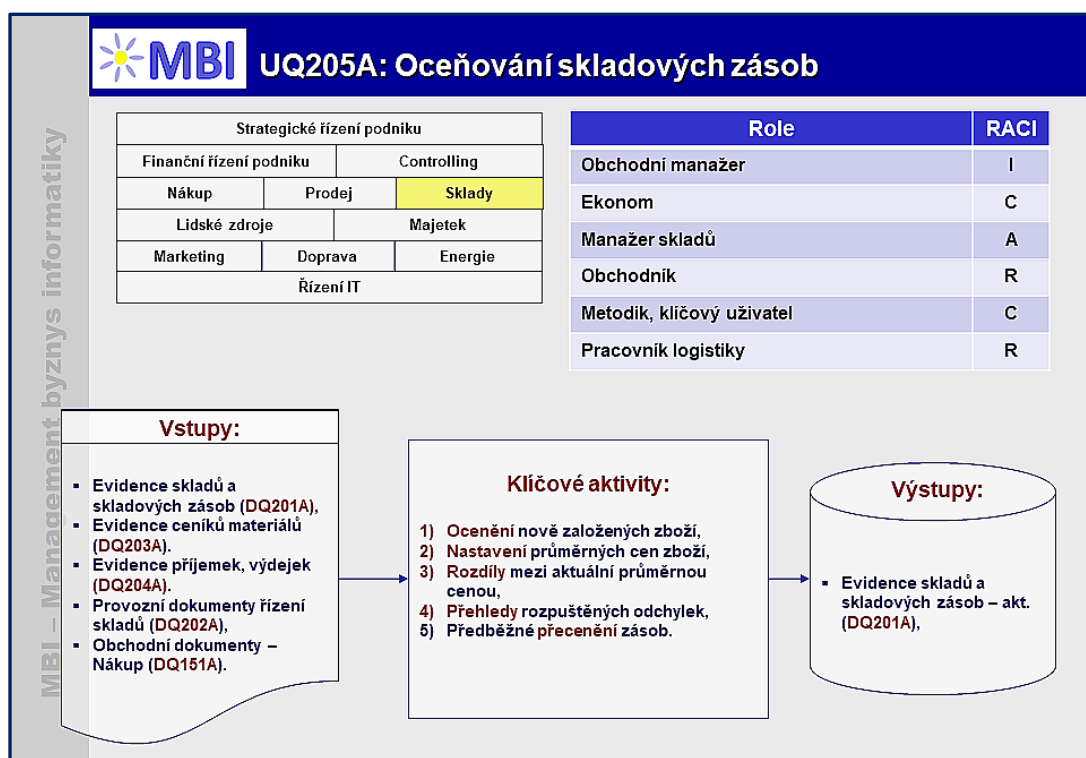 MBI
UQ205A: Oceňování skladových zásob
MBI – Management byznys informatiky
Strategické řízení podniku
Finanční řízení podniku
Controlling
Nákup
Prodej
Sklady
Lidské zdroje
Majetek
Marketing
Doprava
Energie
Řízení IT
Role RACI
Obchodní manažer I
Ekonom C
Manažer skladů A
Obchodník R
Metodik, klíčový uživatel C
Pracovník logistiky R
Vstupy:
▪ Evidence skladů a
skladových zásob (DQ201A),
▪ Evidence ceníků materiálů
(DQ203A).
▪ Evidence příjemek, výdejek
(DQ204A).
▪ Provozní dokumenty řízení
skladů (DQ202A),
▪ Obchodní dokumenty –
Nákup (DQ151A).
Klíčové aktivity:
1) Ocenění nově založených zboží,
2) Nastavení průměrných cen zboží,
3) Rozdíly mezi aktuální průměrnou
cenou,
4) Přehledy rozpuštěných odchylek,
5) Předběžné přecenění zásob.
Výstupy:
▪ Evidence skladů a
skladových zásob – akt.
(DQ201A),